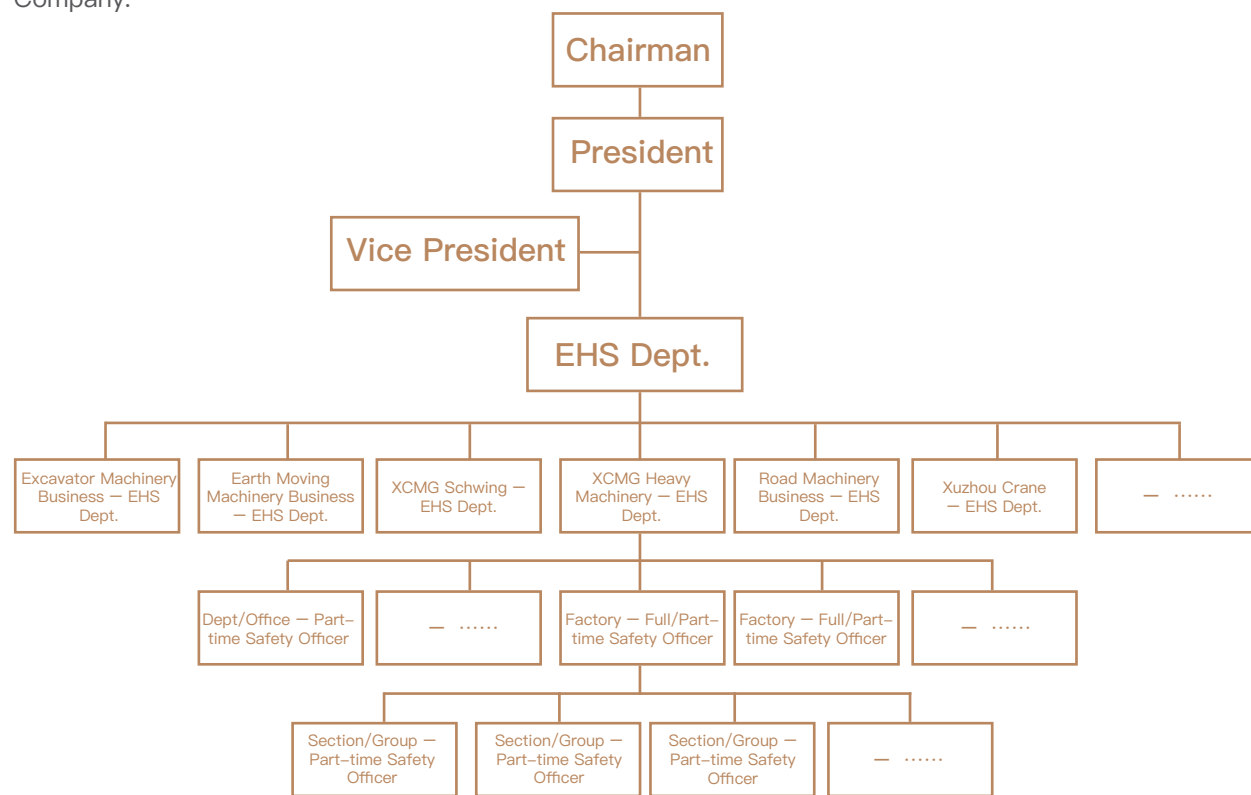 Company.
Chairman
President
Vice President
EHS Dept.
Excavator Machinery
Business — EHS
Dept.
Earth Moving
Machinery Business
— EHS Dept.
XCMG Schwing —
EHS Dept.
XCMG Heavy
Machinery — EHS
Dept.
Road Machinery
Business — EHS
Dept.
Xuzhou Crane
— EHS Dept.
— ······
Dept/Office — Part-
time Safety Officer
— ······
Factory — Full/Part-
time Safety Officer
Factory — Full/Part-
time Safety Officer
— ······
Section/Group —
Part-time Safety
Officer
Section/Group —
Part-time Safety
Officer
Section/Group —
Part-time Safety
Officer
— ······